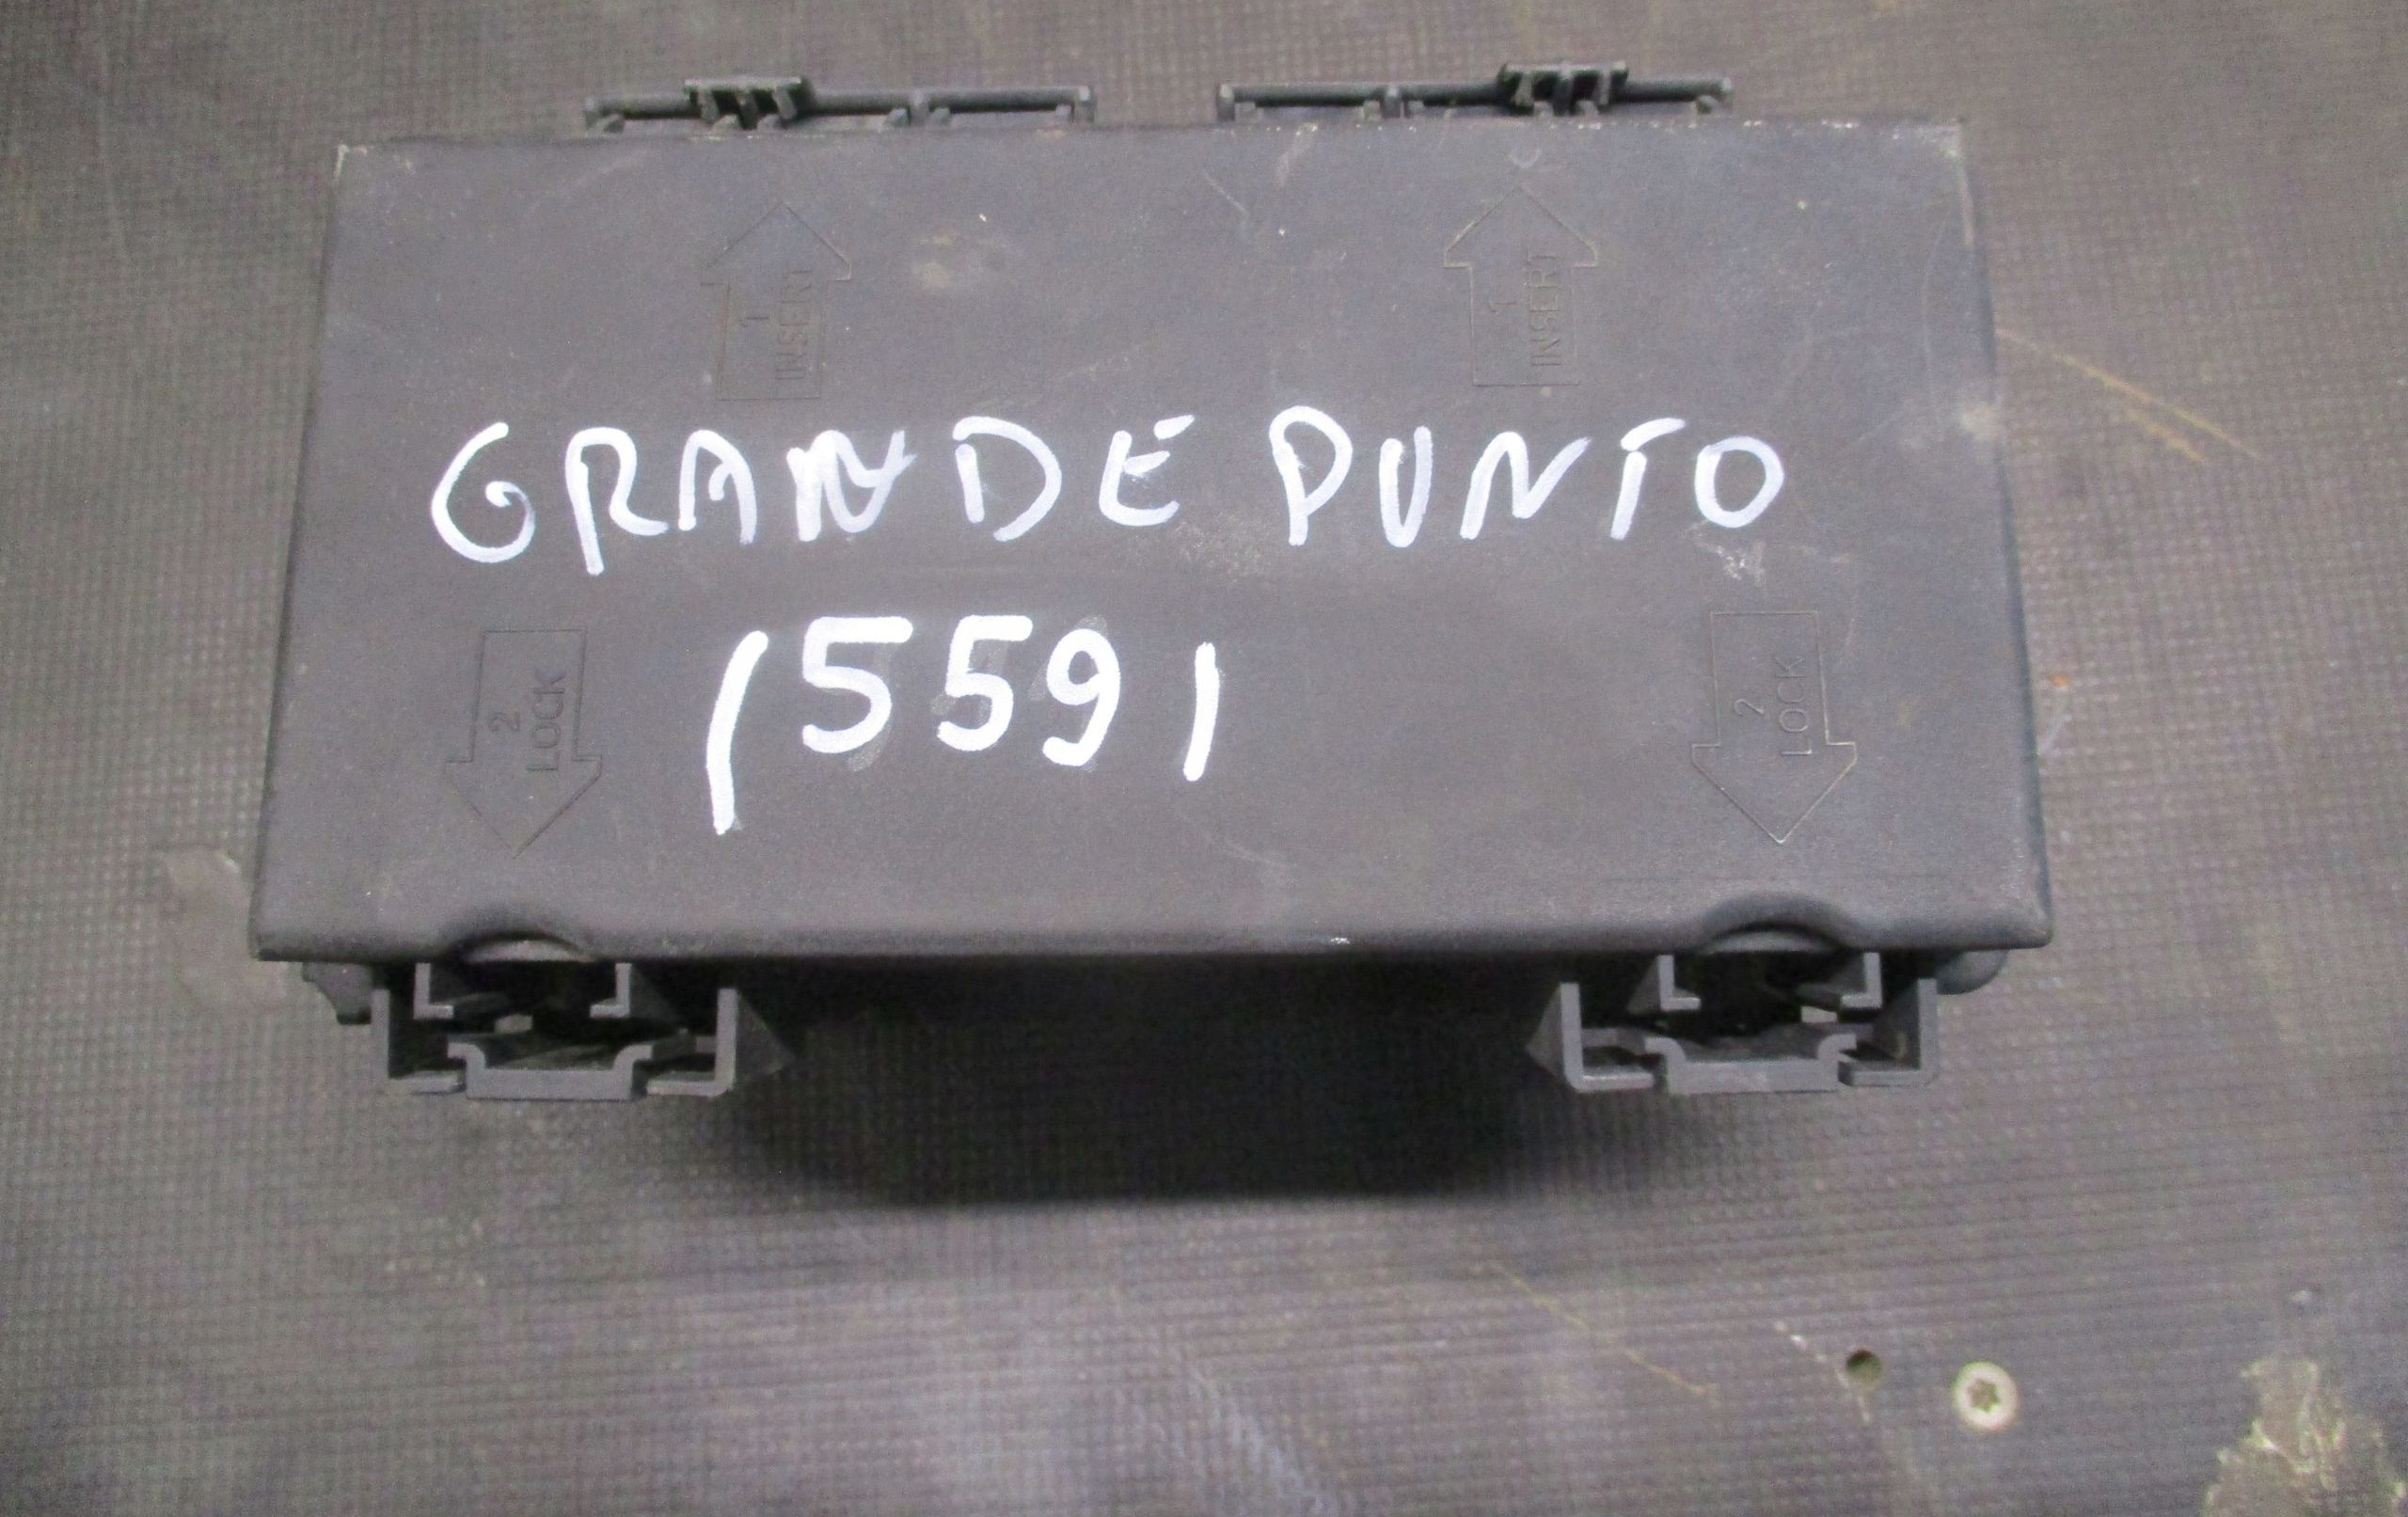 1
INSERT
1
INSERT
GRANDE PUNTO
15591
2
LOCK
2
LOCK